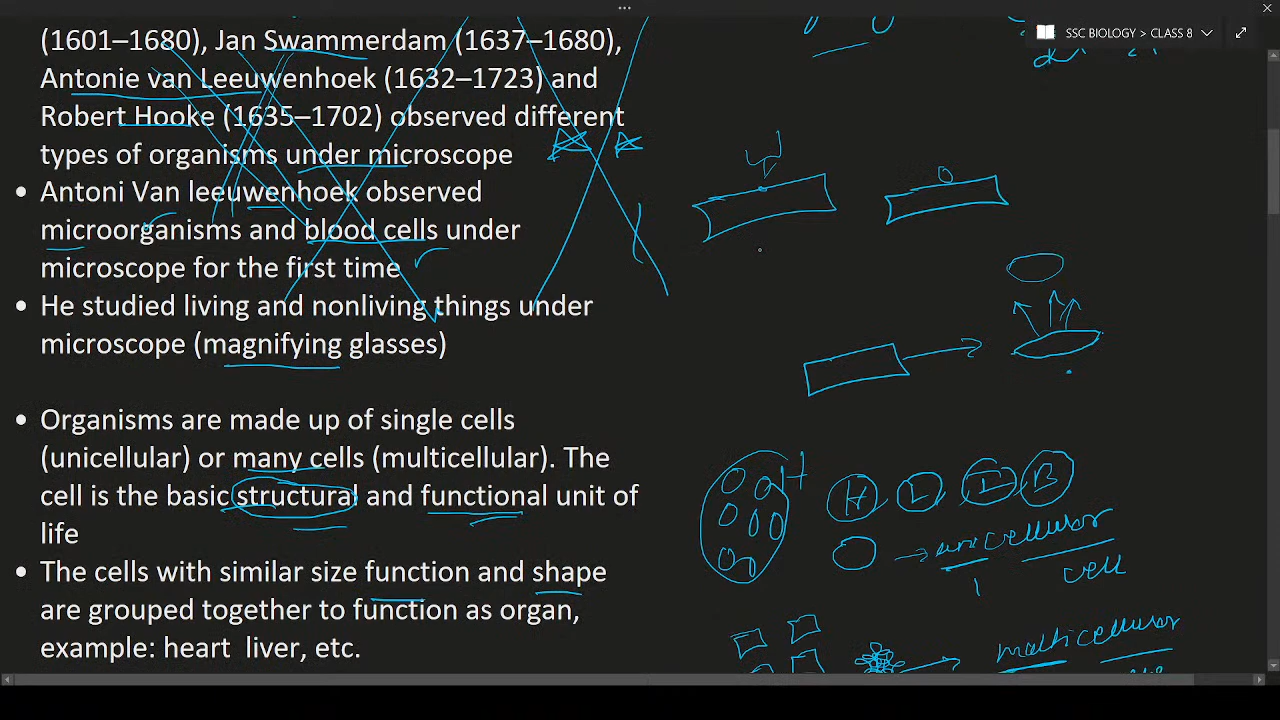 SSC BIOLOGY > CLASS 8
(1601–1680), Jan Swammerdam (1637–1680),
Antonie van Leeuwenhoek (1632–1723) and
Robert Hooke (1635–1702) observed different
types of organisms under microscope
• Antoni Van leeuwenhoek observed
microorganisms and blood cells under
microscope for the first time
• He studied living and nonliving things under
microscope (magnifying glasses)
• Organisms are made up of single cells
(unicellular) or many cells (multicellular). The
cell is the basic structural and functional unit of
life
• The cells with similar size function and shape
are grouped together to function as organ,
example: heart  liver, etc.
H L I B
unicellular
1 cell
multicellular